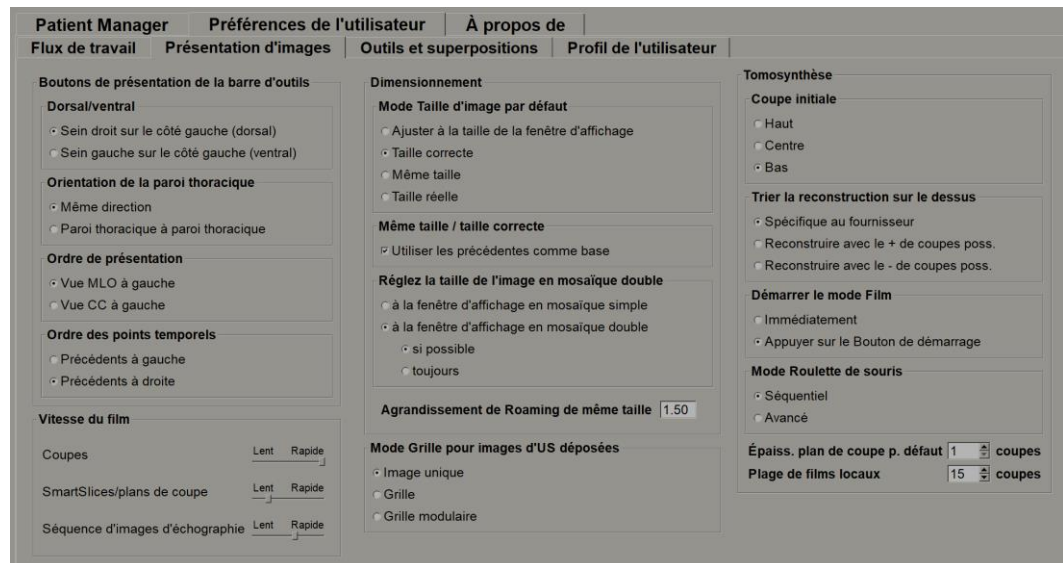 Patient Manager Préférences de l'utilisateur À propos de
Flux de travail Présentation d'images Outils et superpositions Profil de l'utilisateur
Boutons de présentation de la barre d'outils
Dorsal/ventral
Sein droit sur le côté gauche (dorsal)
Sein gauche sur le côté gauche (ventral)
Orientation de la paroi thoracique
Même direction
Paroi thoracique à paroi thoracique
Ordre de présentation
Vue MLO à gauche
Vue CC à gauche
Ordre des points temporels
Précédents à gauche
Précédents à droite
Vitesse du film
Coupes Lent Rapide
SmartSlices/plans de coupe Lent Rapide
Séquence d'images d'échographie Lent Rapide
Dimensionnement
Mode Taille d'image par défaut
Ajuster à la taille de la fenêtre d'affichage
Taille correcte
Même taille
Taille réelle
Même taille / taille correcte
Utiliser les précédentes comme base
Réglez la taille de l'image en mosaïque double
à la fenêtre d'affichage en mosaïque simple
à la fenêtre d'affichage en mosaïque double
si possible
toujours
Agrandissement de Roaming de même taille 1.50
Mode Grille pour images d'US déposées
Image unique
Grille
Grille modulaire
Tomosynthèse
Coupe initiale
Haut
Centre
Bas
Trier la reconstruction sur le dessus
Spécifique au fournisseur
Reconstruire avec le + de coupes poss.
Reconstruire avec le - de coupes poss.
Démarrer le mode Film
Immédiatement
Appuyer sur le Bouton de démarrage
Mode Roulette de souris
Séquentiel
Avancé
Épaiss. plan de coupe p. défaut 1 coupes
Plage de films locaux 15 coupes